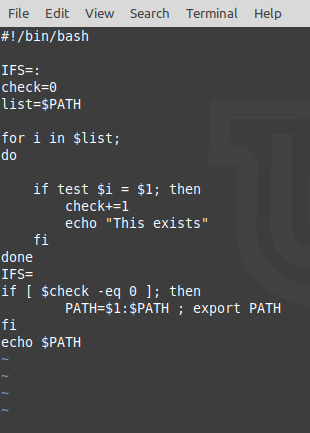 File Edit View Search Terminal Help
#!/bin/bash
IFS=:
check=0
list=$PATH
for i in $list;
do
if test $i = $1; then
check+=1
echo "This exists"
fi
done
IFS=
if [ $check -eq 0 ]; then
PATH=$1:$PATH ; export PATH
fi
echo $PATH
~
~
~
~